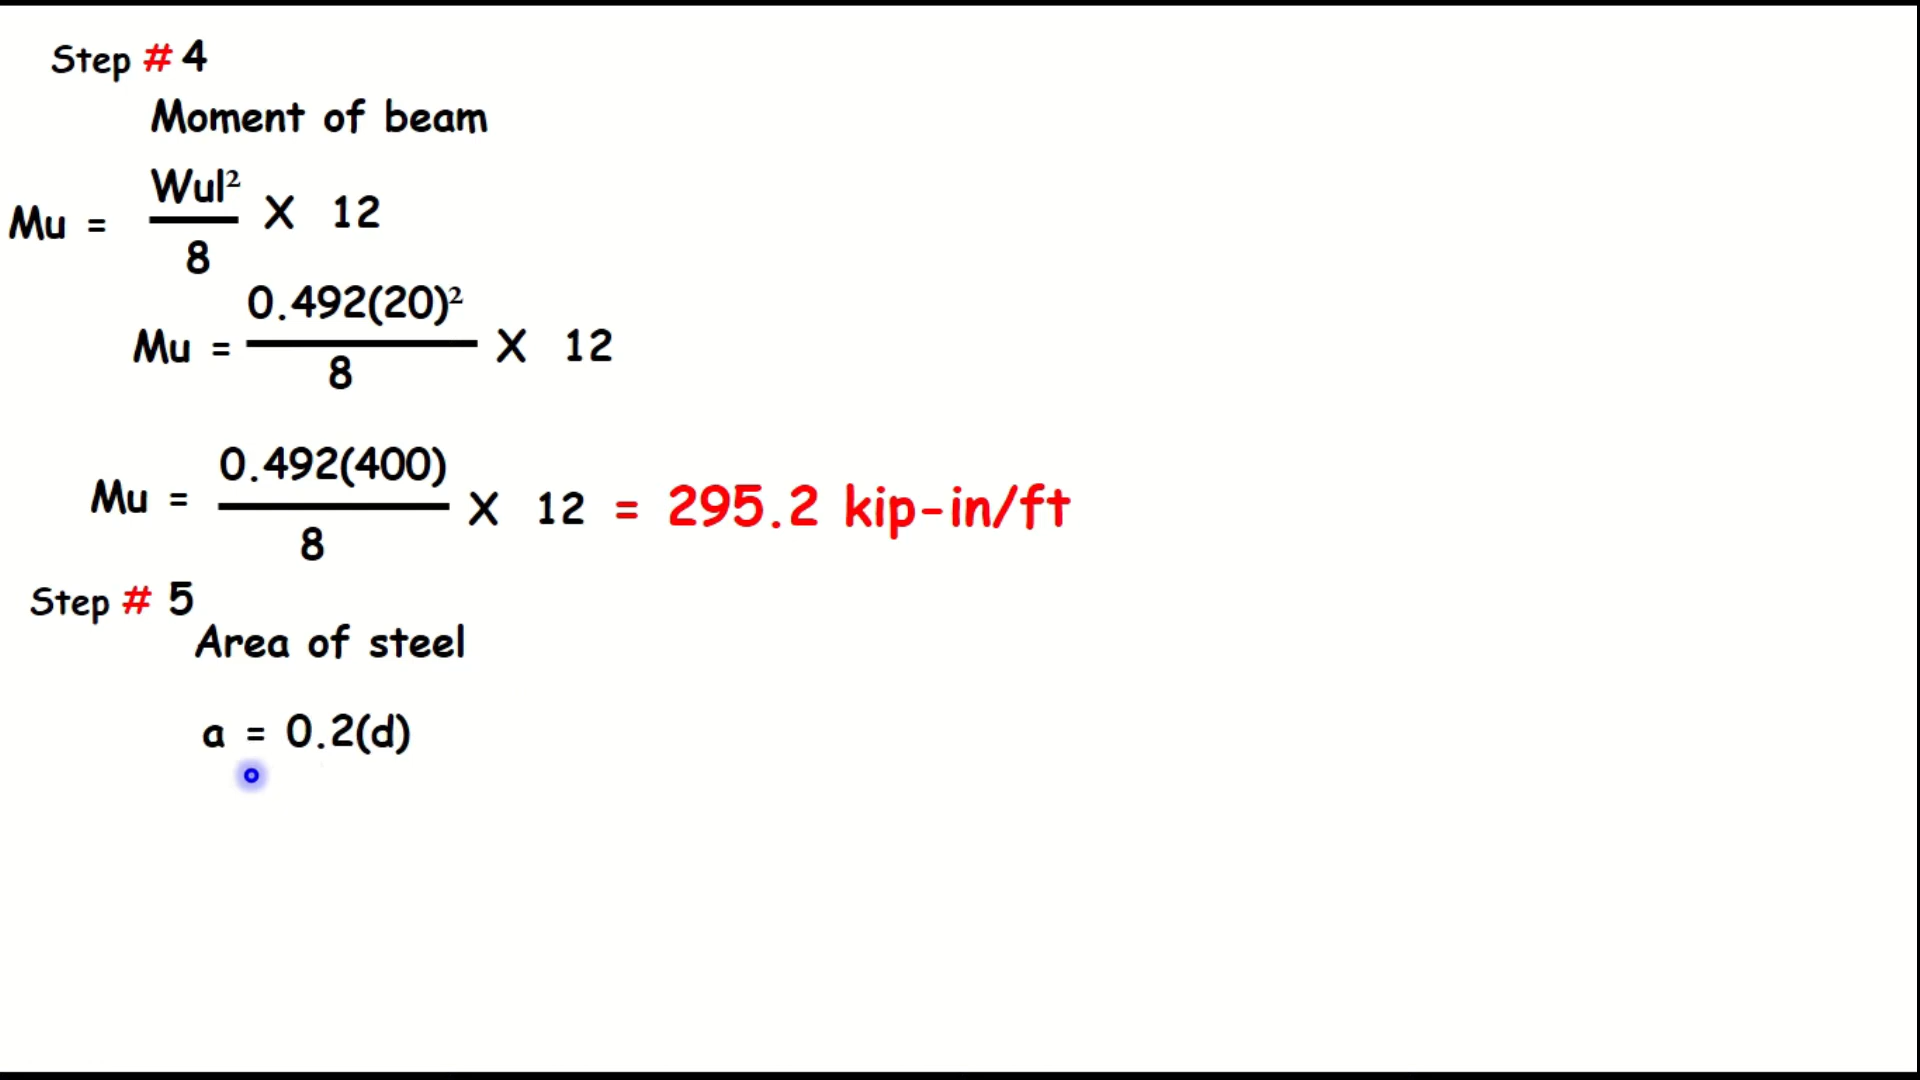 Step # 4
Moment of beam
Mu = Wul² / 8 X 12
Mu = 0.492(20)² / 8 X 12
Mu = 0.492(400) / 8 X 12 = 295.2 kip-in/ft
Step # 5
Area of steel
a = 0.2(d)